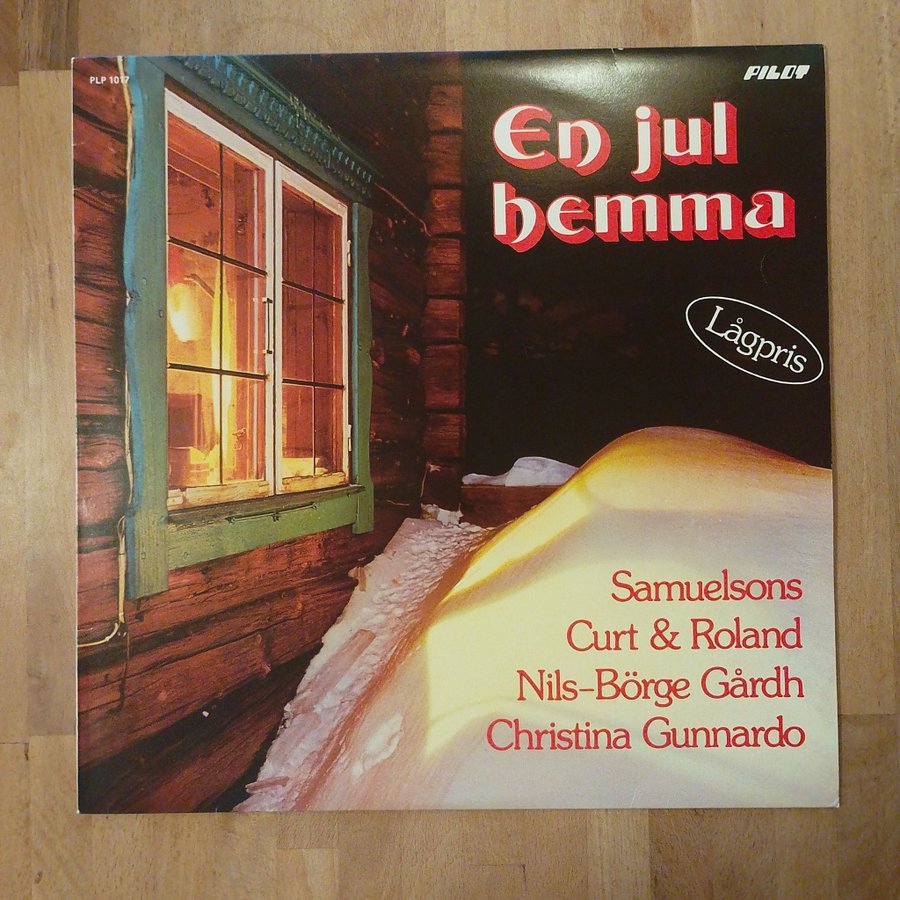 PLP 1017
PILOT
En jul
hemma
Lågpris
Samuelsons
Curt & Roland
Nils-Börge Gårdh
Christina Gunnardo